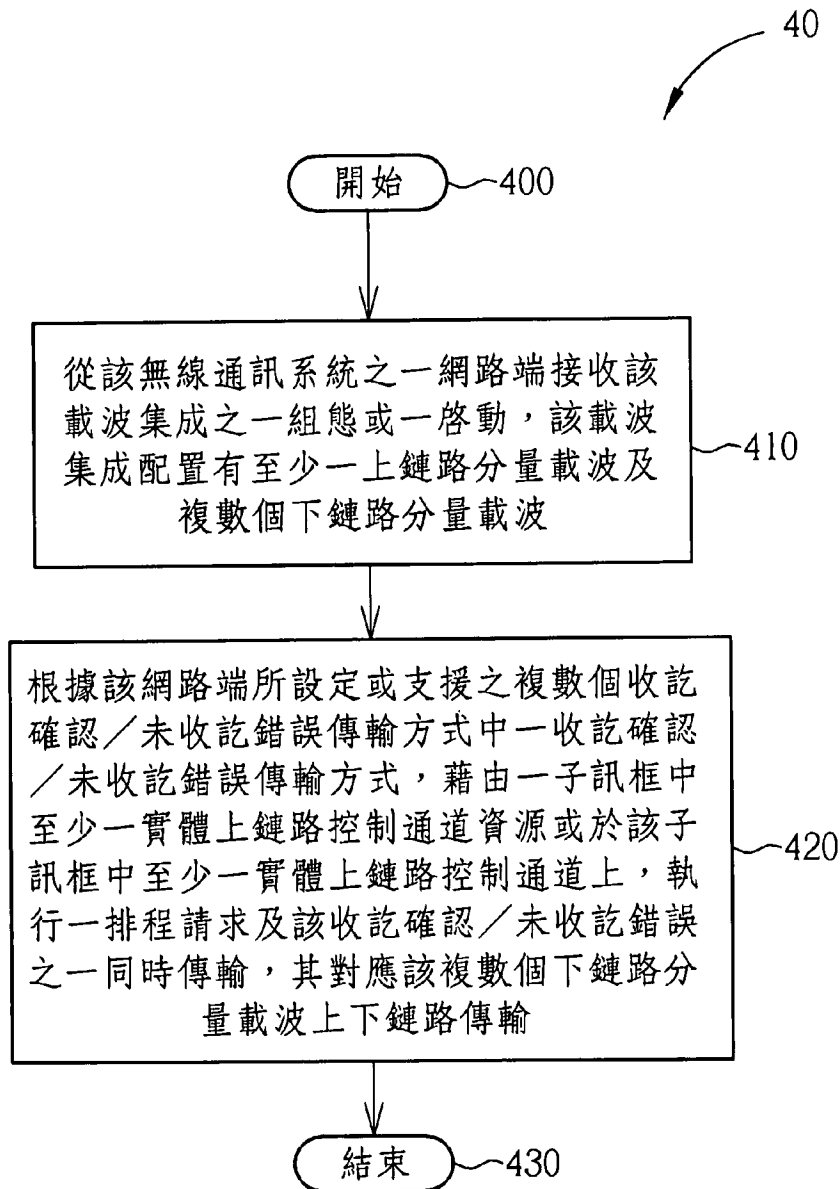 40
開始
400
從該無線通訊系統之一網路端接收該
載波集成之一組態或一啓動，該載波
集成配置有至少一上鏈路分量載波及
複數個下鏈路分量載波
410
根據該網路端所設定或支援之複數個收訖
確認／未收訖錯誤傳輸方式中一收訖確認
／未收訖錯誤傳輸方式，藉由一子訊框中
至少一實體上鏈路控制通道資源或於該子
訊框中至少一實體上鏈路控制通道上，執
行一排程請求及該收訖確認／未收訖錯誤
之一同時傳輸，其對應該複數個下鏈路分
量載波上下鏈路傳輸
420
結束
430